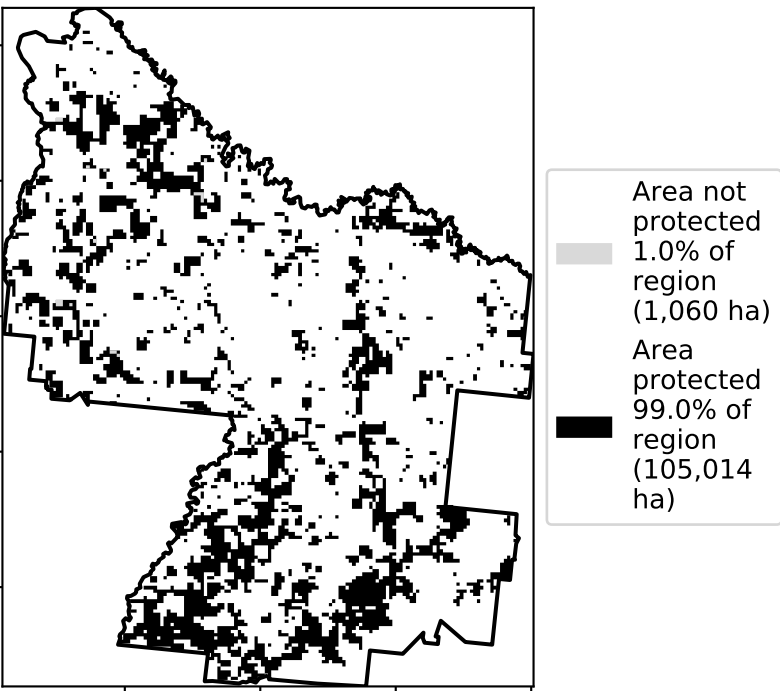 Area not
protected
1.0% of
region
(1,060 ha)
Area
protected
99.0% of
region
(105,014
ha)